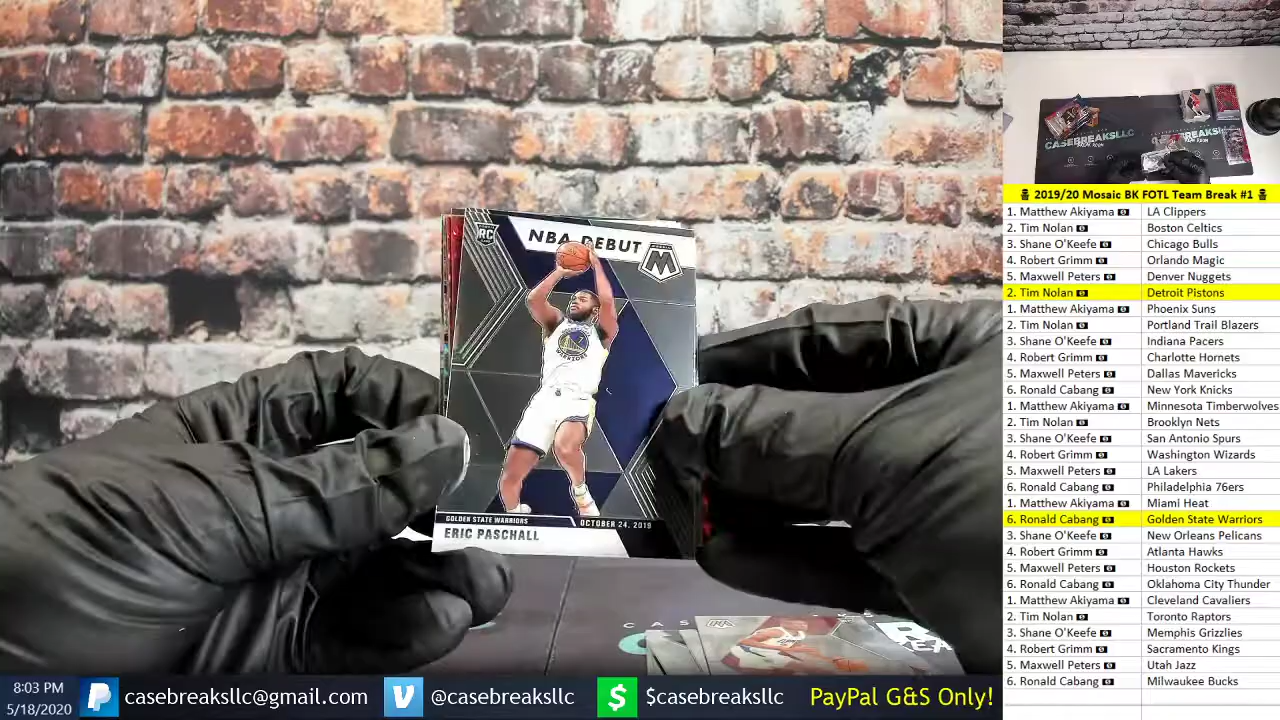 RC
NBA DEBUT
MOSAIC
M
WARRIORS
GOLDEN STATE WARRIORS
OCTOBER 24, 2019
ERIC PASCHALL
CASEBREAKSLLC
2019/20 Mosaic BK FOTL Team Break #1
1. Matthew Akiyama LA Clippers
2. Tim Nolan Boston Celtics
3. Shane O'Keefe Chicago Bulls
4. Robert Grimm Orlando Magic
5. Maxwell Peters Denver Nuggets
2. Tim Nolan Detroit Pistons
1. Matthew Akiyama Phoenix Suns
2. Tim Nolan Portland Trail Blazers
3. Shane O'Keefe Indiana Pacers
4. Robert Grimm Charlotte Hornets
5. Maxwell Peters Dallas Mavericks
6. Ronald Cabang New York Knicks
1. Matthew Akiyama Minnesota Timberwolves
2. Tim Nolan Brooklyn Nets
3. Shane O'Keefe San Antonio Spurs
4. Robert Grimm Washington Wizards
5. Maxwell Peters LA Lakers
6. Ronald Cabang Philadelphia 76ers
1. Matthew Akiyama Miami Heat
6. Ronald Cabang Golden State Warriors
3. Shane O'Keefe New Orleans Pelicans
4. Robert Grimm Atlanta Hawks
5. Maxwell Peters Houston Rockets
6. Ronald Cabang Oklahoma City Thunder
1. Matthew Akiyama Cleveland Cavaliers
2. Tim Nolan Toronto Raptors
3. Shane O'Keefe Memphis Grizzlies
4. Robert Grimm Sacramento Kings
5. Maxwell Peters Utah Jazz
6. Ronald Cabang Milwaukee Bucks
8:03 PM
5/18/2020
casebreaksllc@gmail.com
@casebreaksllc
$casebreaksllc
PayPal G&S Only!